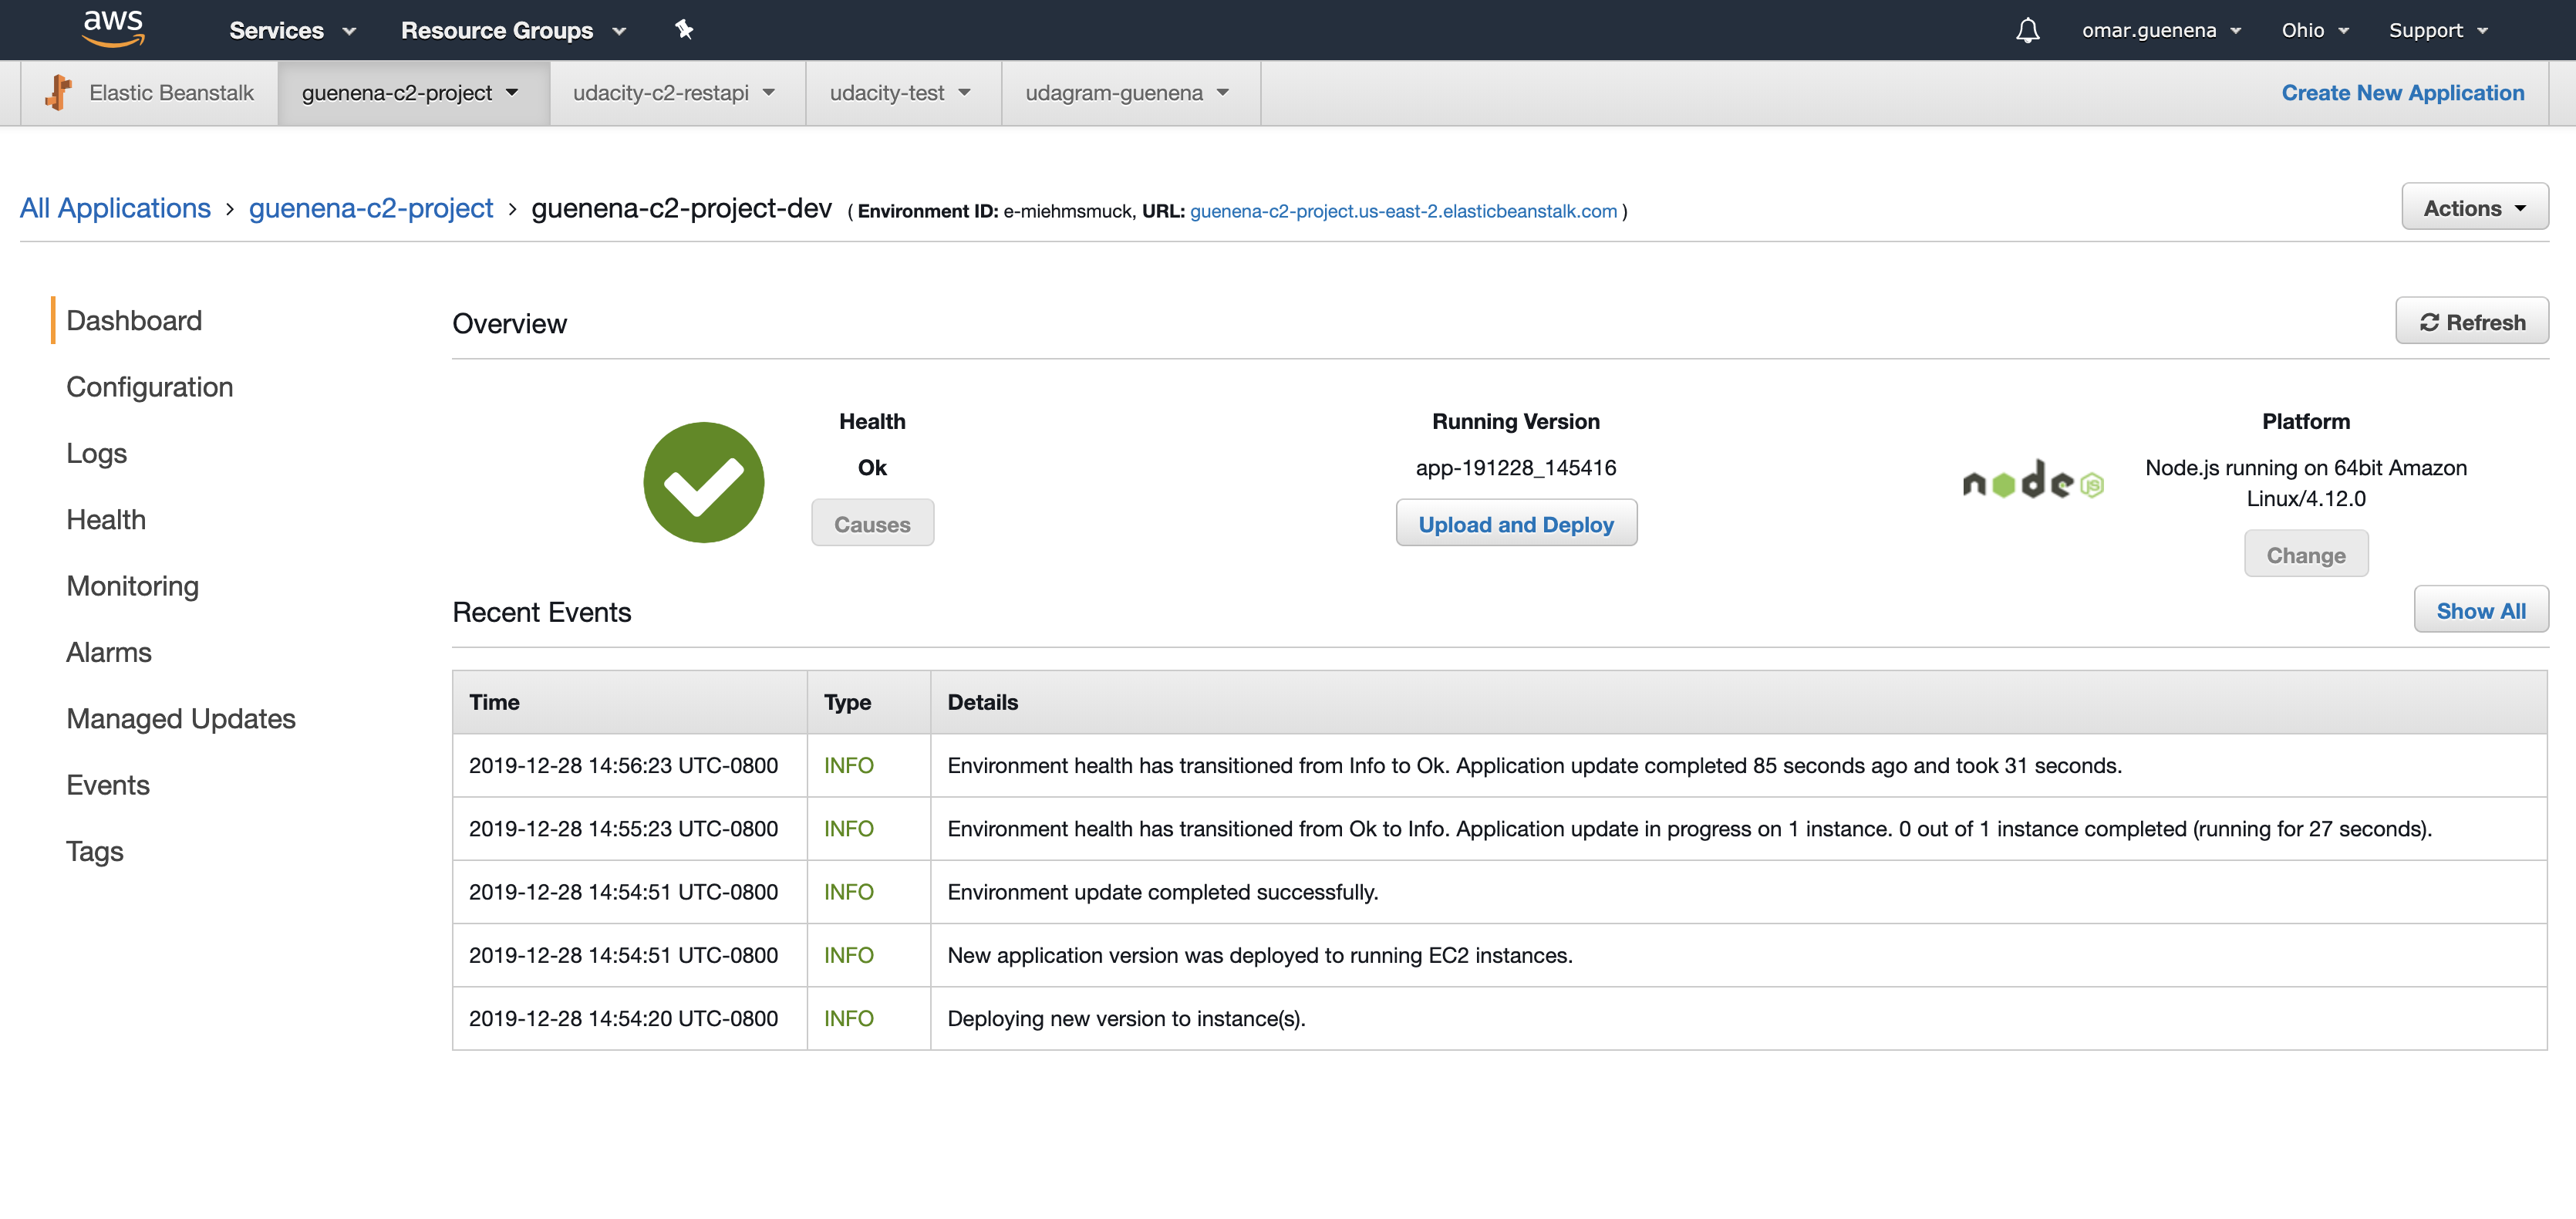 aws Services Resource Groups omar.guenena Ohio Support
Elastic Beanstalk guenena-c2-project udacity-c2-restapi udacity-test udagram-guenena Create New Application
All Applications › guenena-c2-project › guenena-c2-project-dev ( Environment ID: e-miehmsmuck, URL: guenena-c2-project.us-east-2.elasticbeanstalk.com ) Actions
Dashboard
Configuration
Logs
Health
Monitoring
Alarms
Managed Updates
Events
Tags
Overview Refresh
Health
Ok
Causes
Running Version
app-191228_145416
Upload and Deploy
node JS
Platform
Node.js running on 64bit Amazon
Linux/4.12.0
Change
Recent Events Show All
Time Type Details
2019-12-28 14:56:23 UTC-0800 INFO Environment health has transitioned from Info to Ok. Application update completed 85 seconds ago and took 31 seconds.
2019-12-28 14:55:23 UTC-0800 INFO Environment health has transitioned from Ok to Info. Application update in progress on 1 instance. 0 out of 1 instance completed (running for 27 seconds).
2019-12-28 14:54:51 UTC-0800 INFO Environment update completed successfully.
2019-12-28 14:54:51 UTC-0800 INFO New application version was deployed to running EC2 instances.
2019-12-28 14:54:20 UTC-0800 INFO Deploying new version to instance(s).